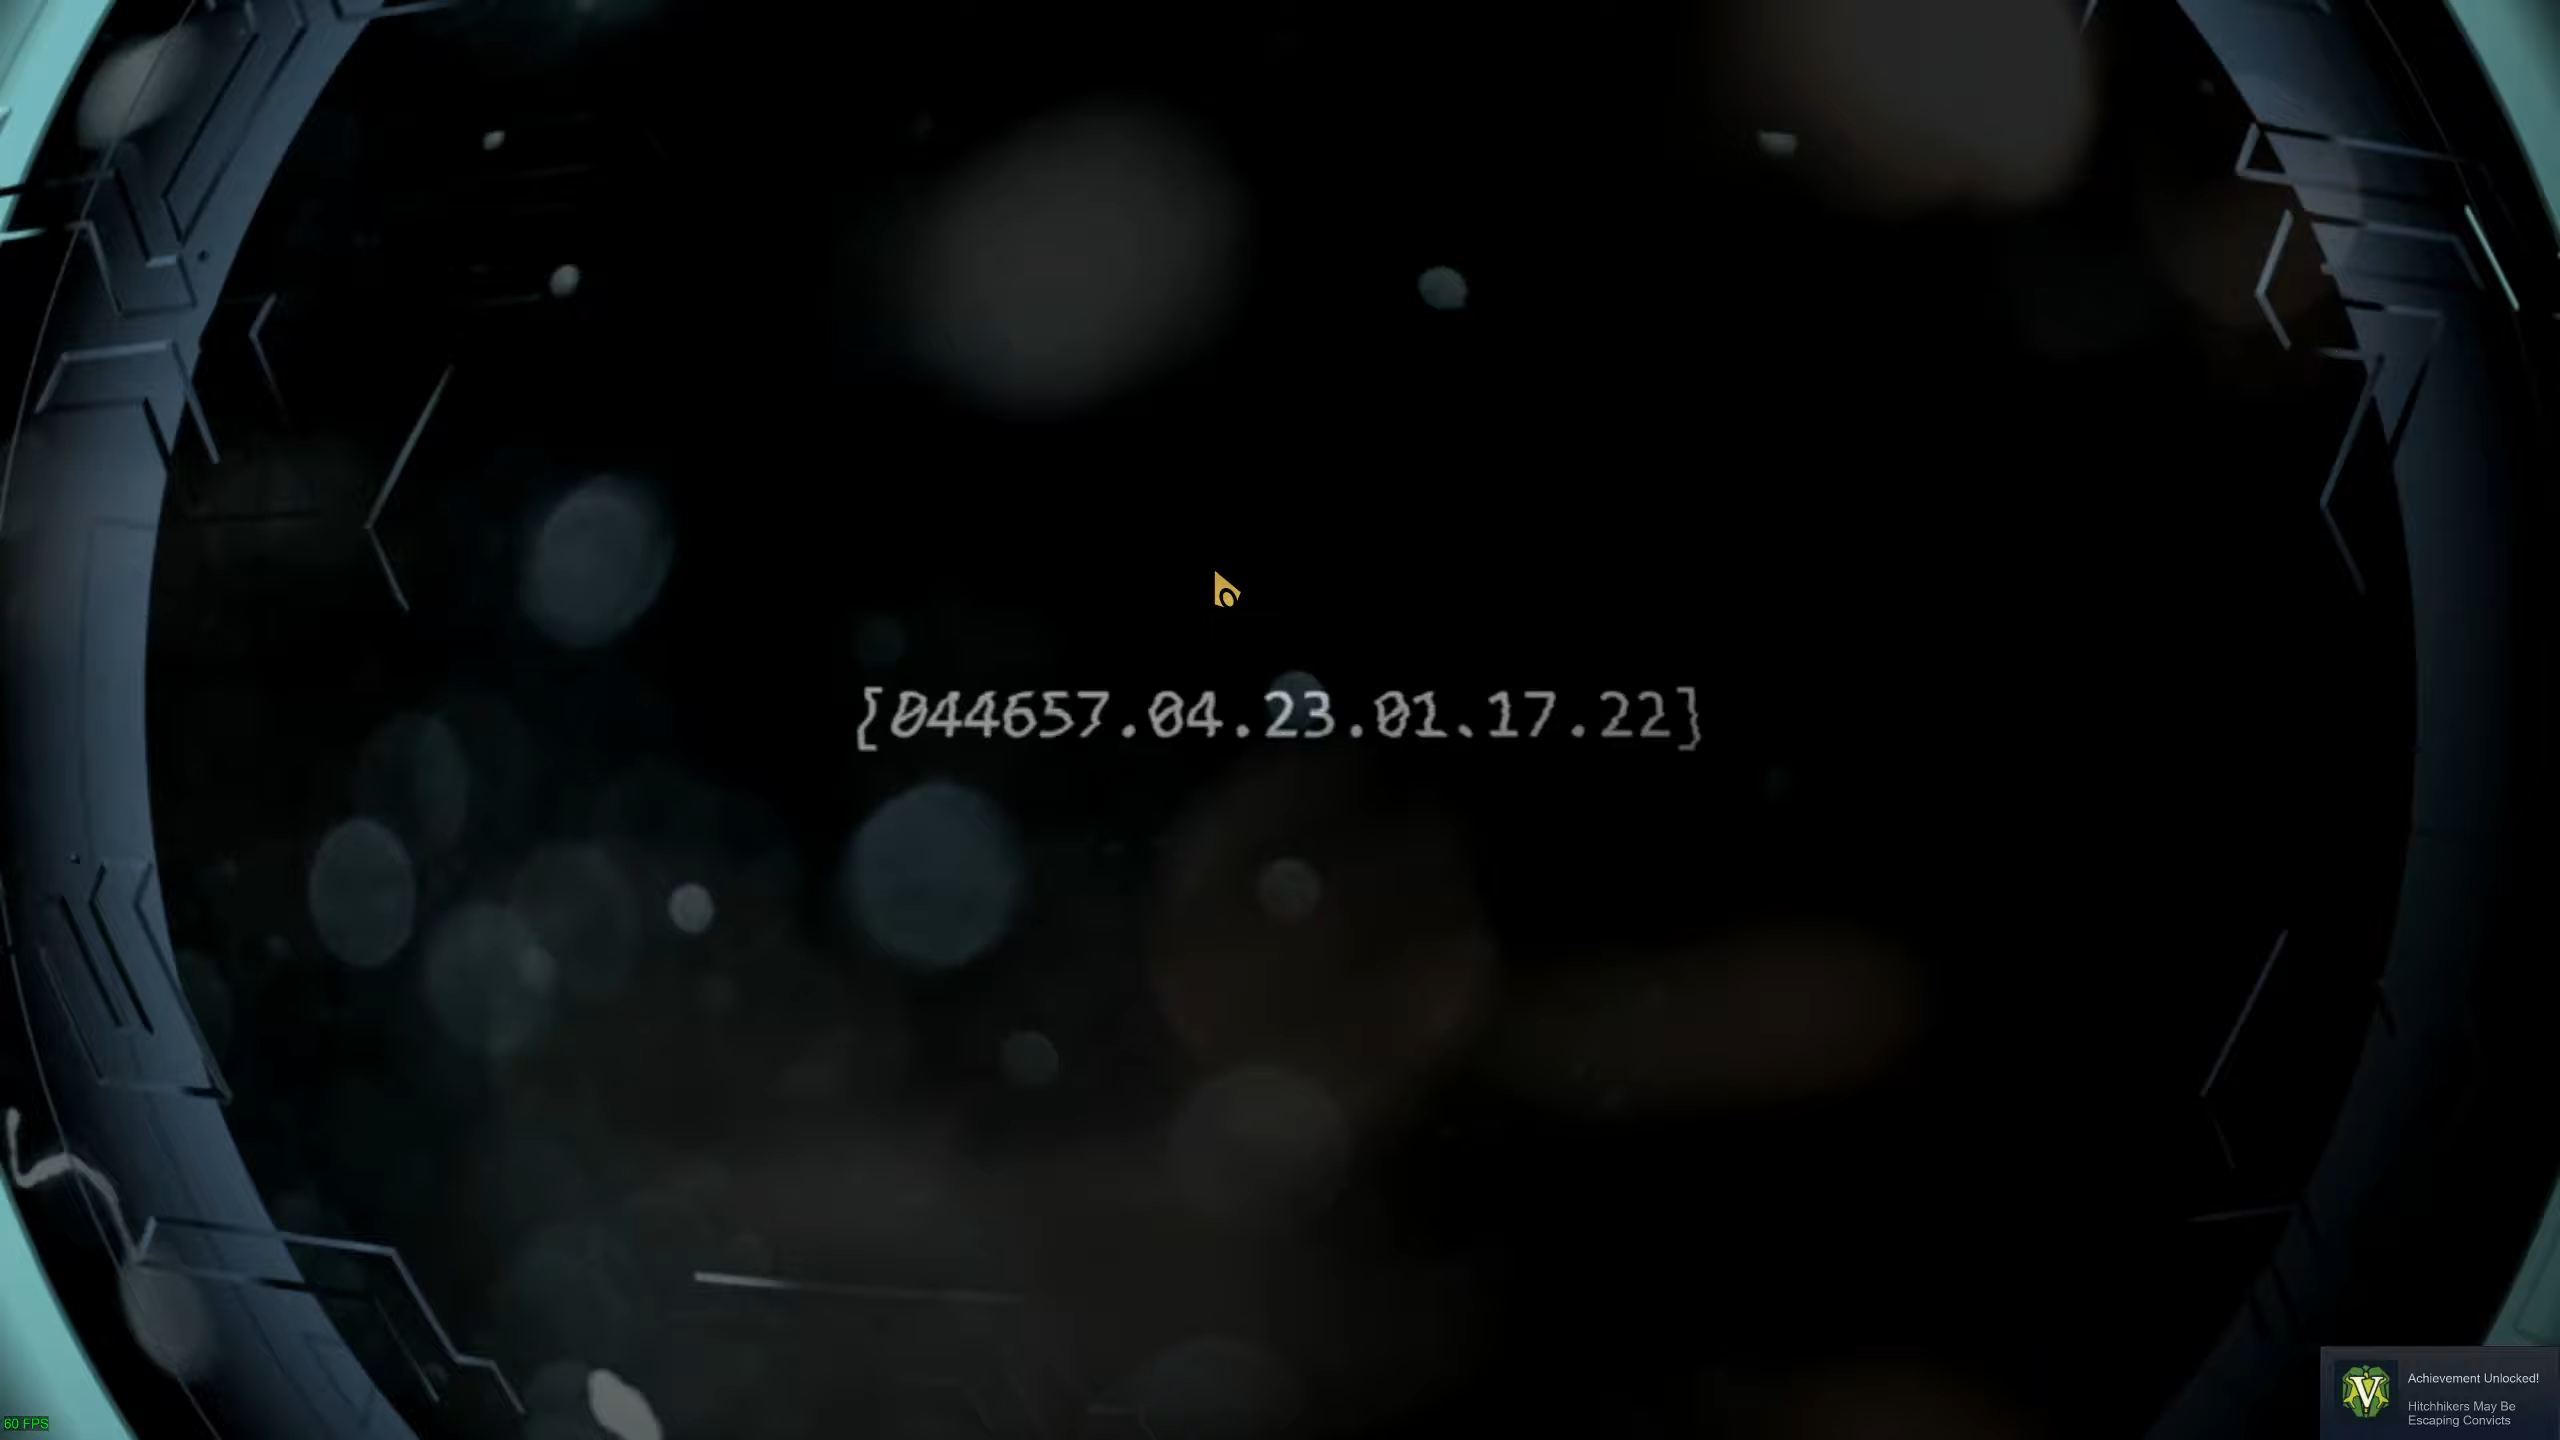 [044657.04.23.01.17.22]
Achievement Unlocked!
V
Hitchhikers May Be
Escaping Convicts
60 FPS